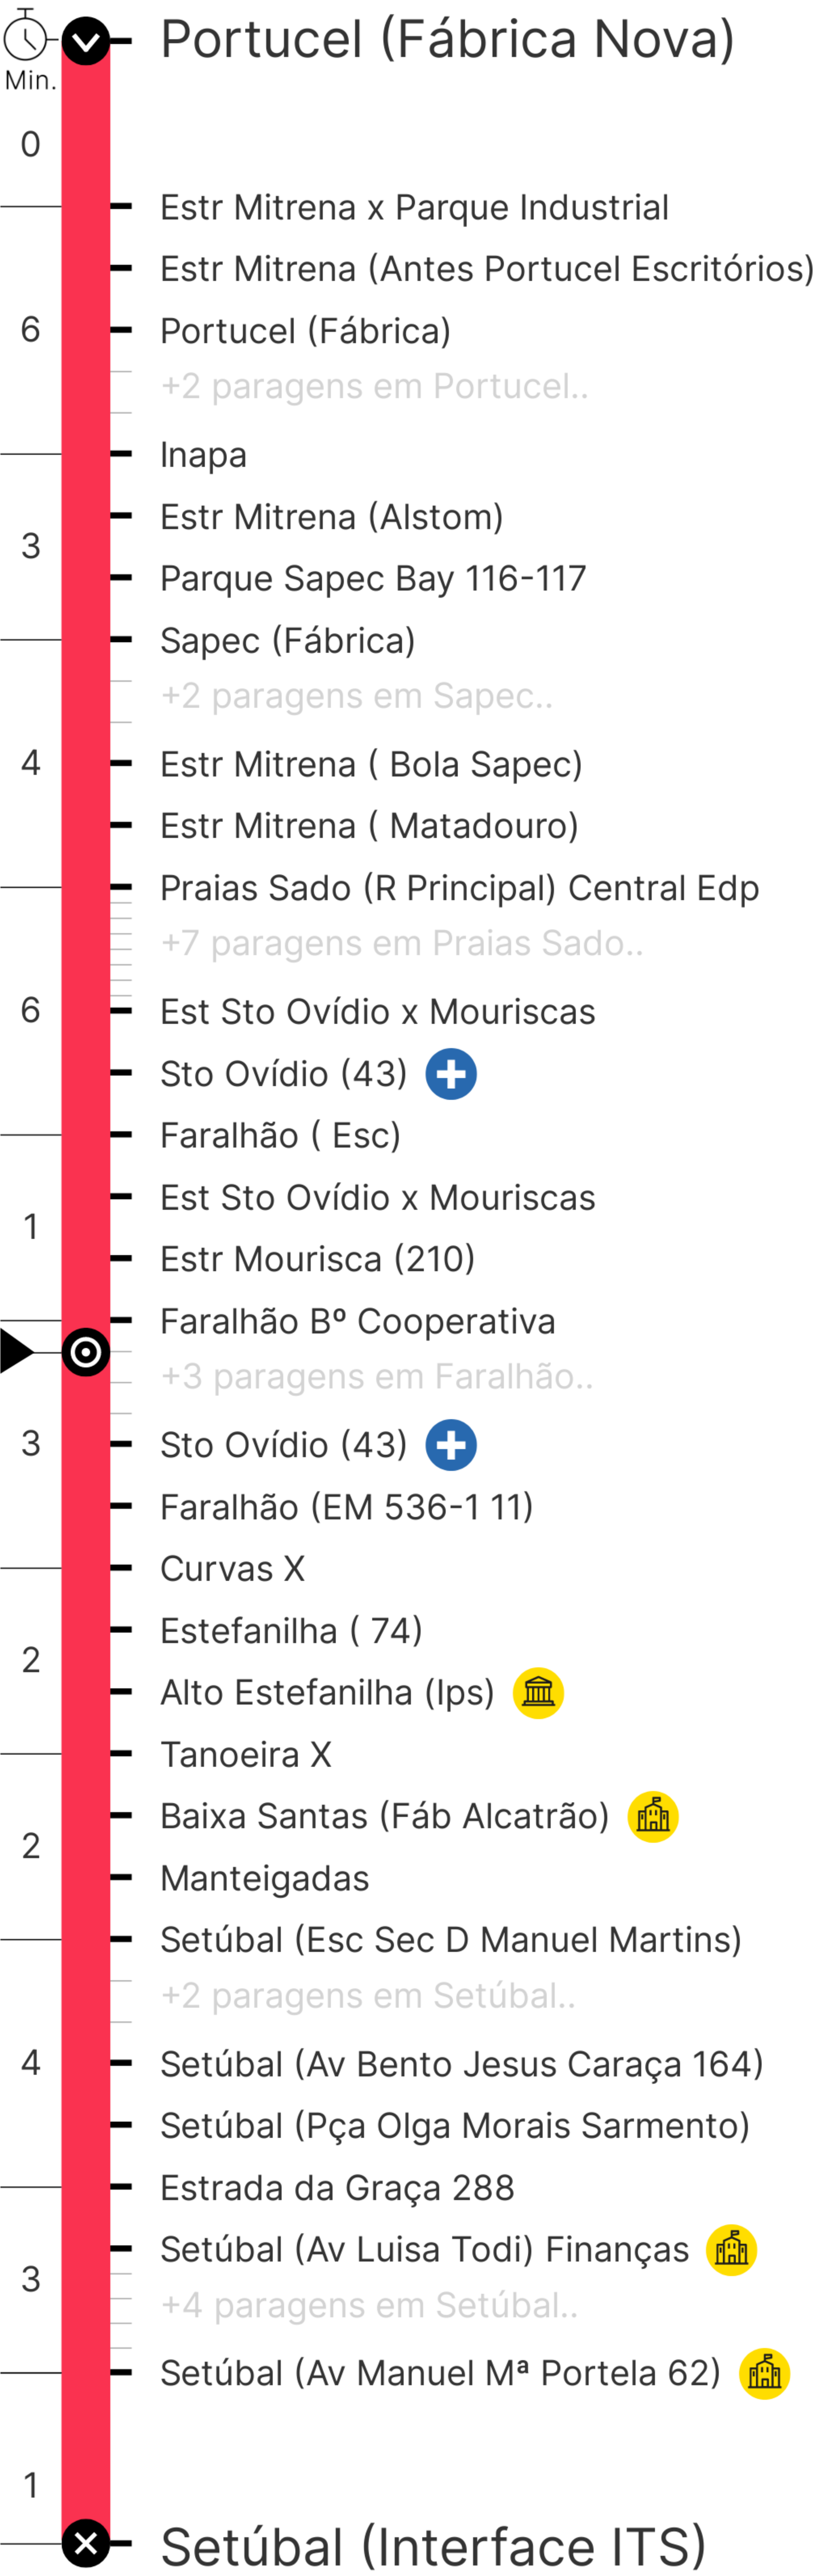 Portucel (Fábrica Nova)
Min.
0
Estr Mitrena x Parque Industrial
Estr Mitrena (Antes Portucel Escritórios)
6
Portucel (Fábrica)
+2 paragens em Portucel..
Inapa
Estr Mitrena (Alstom)
3
Parque Sapec Bay 116-117
Sapec (Fábrica)
+2 paragens em Sapec..
4
Estr Mitrena ( Bola Sapec)
Estr Mitrena ( Matadouro)
Praias Sado (R Principal) Central Edp
+7 paragens em Praias Sado..
6
Est Sto Ovídio x Mouriscas
Sto Ovídio (43)
Faralhão ( Esc)
Est Sto Ovídio x Mouriscas
1
Estr Mourisca (210)
Faralhão Bº Cooperativa
+3 paragens em Faralhão..
3
Sto Ovídio (43)
Faralhão (EM 536-1 11)
Curvas X
Estefanilha ( 74)
2
Alto Estefanilha (Ips)
Tanoeira X
Baixa Santas (Fáb Alcatrão)
2
Manteigadas
Setúbal (Esc Sec D Manuel Martins)
+2 paragens em Setúbal..
4
Setúbal (Av Bento Jesus Caraça 164)
Setúbal (Pça Olga Morais Sarmento)
Estrada da Graça 288
Setúbal (Av Luisa Todi) Finanças
3
+4 paragens em Setúbal..
Setúbal (Av Manuel Mª Portela 62)
1
Setúbal (Interface ITS)